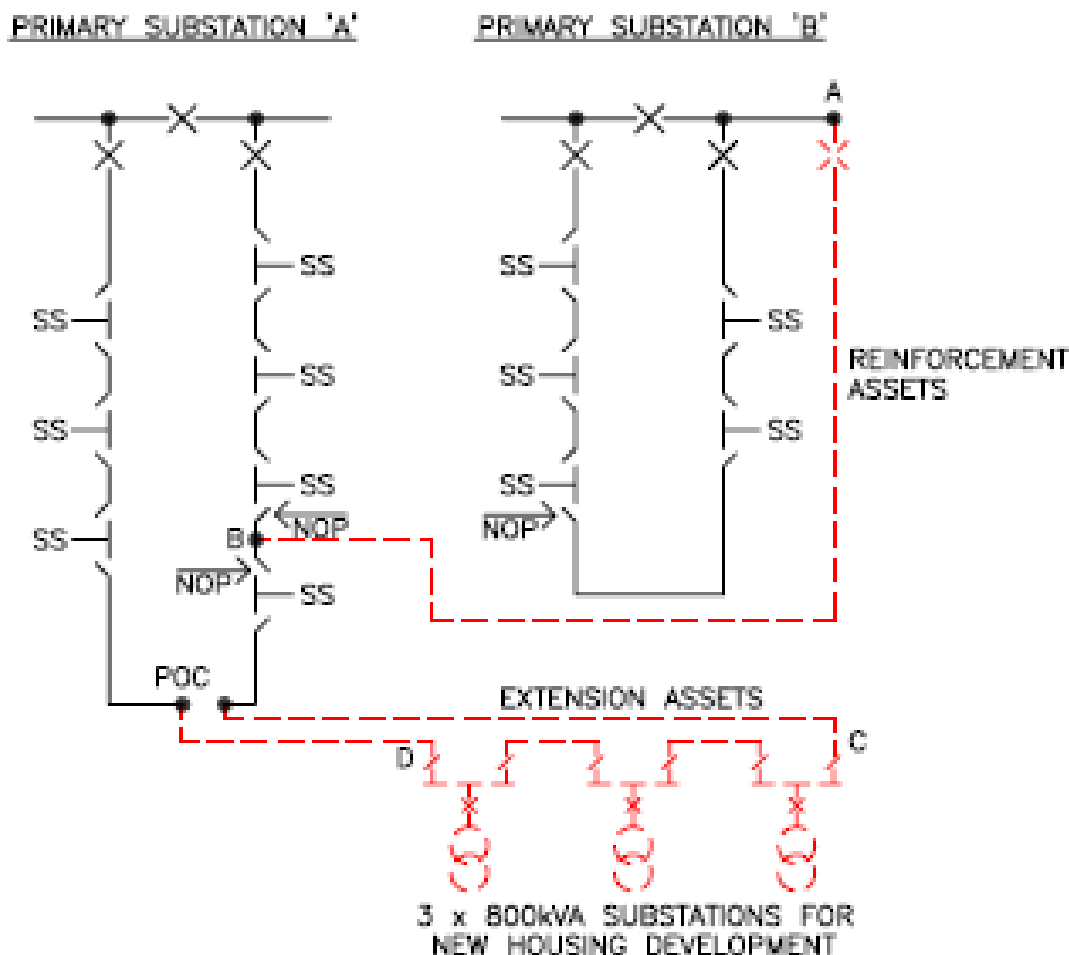 PRIMARY SUBSTATION 'A'
PRIMARY SUBSTATION 'B'
A
SS
SS
SS
SS
SS
REINFORCEMENT
ASSETS
SS
SS
SS
SS
SS
SS
NOP
NOP
SS
B
NOP
SS
POC
EXTENSION ASSETS
D
C
3 x 800kVA SUBSTATIONS FOR
NEW HOUSING DEVELOPMENT